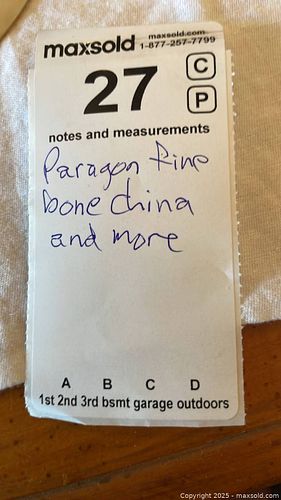 maxsold maxsold.com
1-877-257-7799
27 C
P
notes and measurements
Paragon fine
bone china
and more
A B C D
1st 2nd 3rd bsmt garage outdoors
Copyright 2025 - maxsold.com